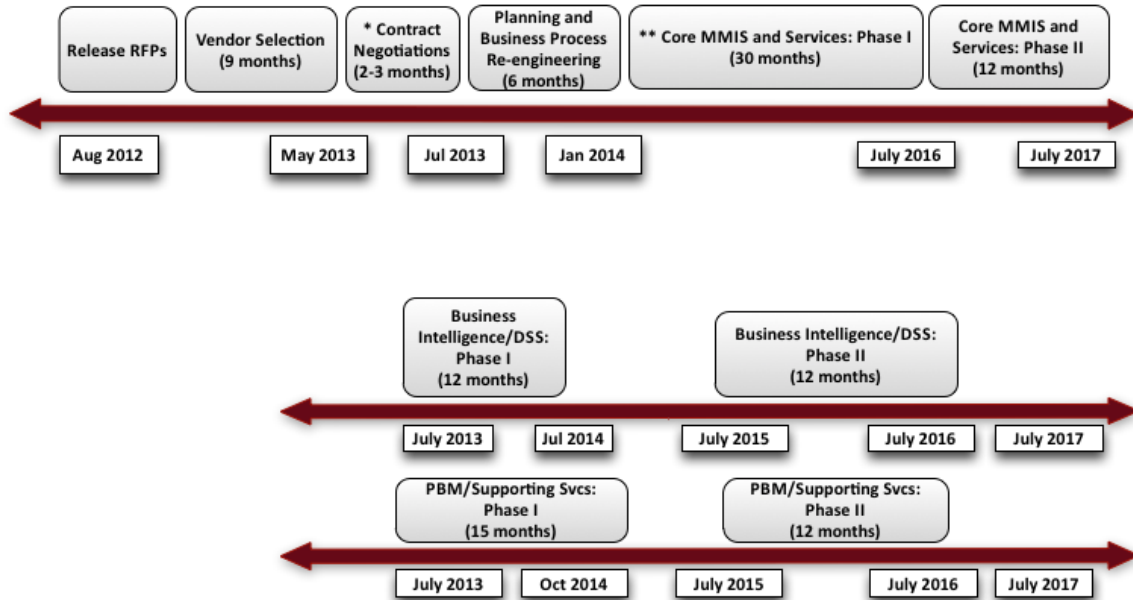 Release RFPs
Vendor Selection
(9 months)
* Contract
Negotiations
(2-3 months)
Planning and
Business Process
Re-engineering
(6 months)
** Core MMIS and Services: Phase I
(30 months)
Core MMIS and
Services: Phase II
(12 months)
Aug 2012
May 2013
Jul 2013
Jan 2014
July 2016
July 2017
Business
Intelligence/DSS:
Phase I
(12 months)
Business Intelligence/DSS:
Phase II
(12 months)
July 2013
Jul 2014
July 2015
July 2016
July 2017
PBM/Supporting Svcs:
Phase I
(15 months)
PBM/Supporting Svcs:
Phase II
(12 months)
July 2013
Oct 2014
July 2015
July 2016
July 2017